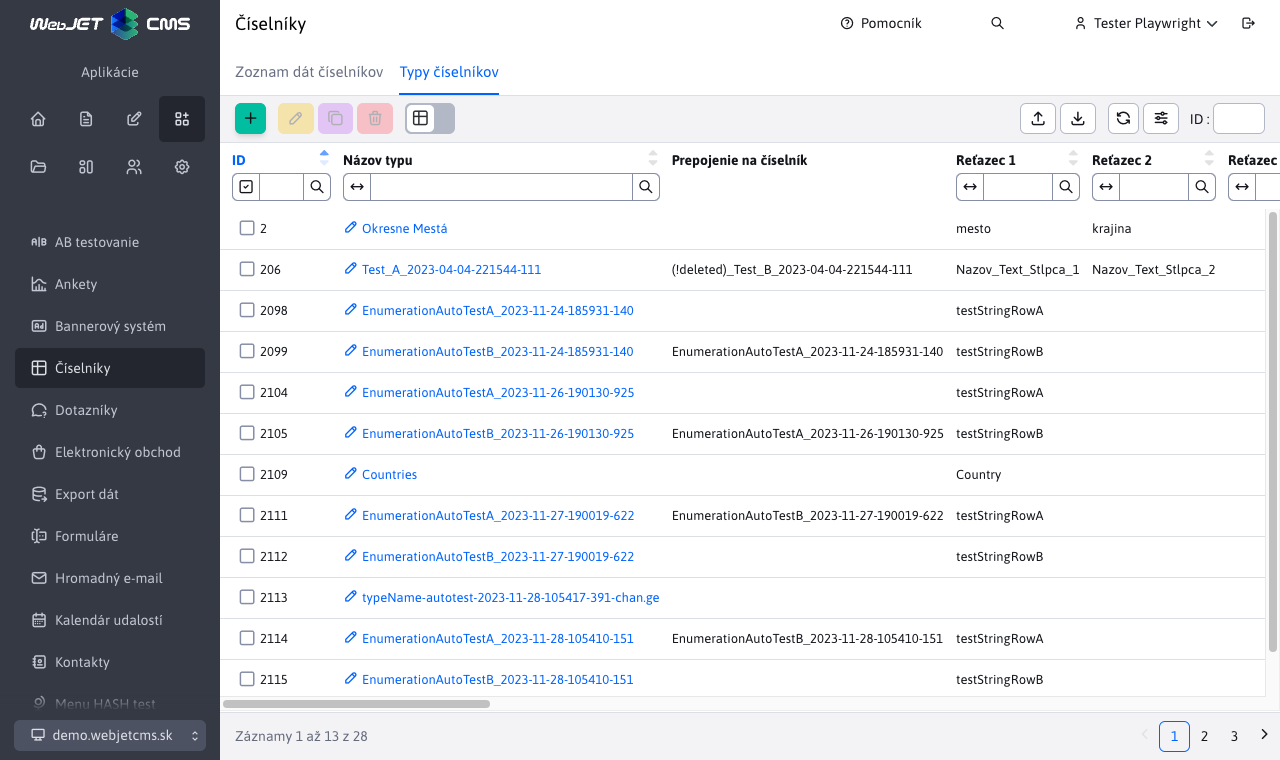 WebJET CMS
Aplikácie
AB testovanie
Ankety
Bannerový systém
Číselníky
Dotazníky
Elektronický obchod
Export dát
Formuláre
Hromadný e-mail
Kalendár udalostí
Kontakty
Menu HASH test
demo.webjetcms.sk
Číselníky
Pomocník
Tester Playwright
Zoznam dát číselníkov
Typy číselníkov
ID :
ID Názov typu Prepojenie na číselník Reťazec 1 Reťazec 2 Reťazec
2 Okresne Mestá mesto krajina
206 Test_A_2023-04-04-221544-111 (!deleted)_Test_B_2023-04-04-221544-111 Nazov_Text_Stlpca_1 Nazov_Text_Stlpca_2
2098 EnumerationAutoTestA_2023-11-24-185931-140 testStringRowA
2099 EnumerationAutoTestB_2023-11-24-185931-140 EnumerationAutoTestA_2023-11-24-185931-140 testStringRowB
2104 EnumerationAutoTestA_2023-11-26-190130-925 testStringRowA
2105 EnumerationAutoTestB_2023-11-26-190130-925 EnumerationAutoTestA_2023-11-26-190130-925 testStringRowB
2109 Countries Country
2111 EnumerationAutoTestA_2023-11-27-190019-622 EnumerationAutoTestB_2023-11-27-190019-622 testStringRowA
2112 EnumerationAutoTestB_2023-11-27-190019-622 testStringRowB
2113 typeName-autotest-2023-11-28-105417-391-chan.ge
2114 EnumerationAutoTestA_2023-11-28-105410-151 EnumerationAutoTestB_2023-11-28-105410-151 testStringRowA
2115 EnumerationAutoTestB_2023-11-28-105410-151 testStringRowB
Záznamy 1 až 13 z 28
1 2 3